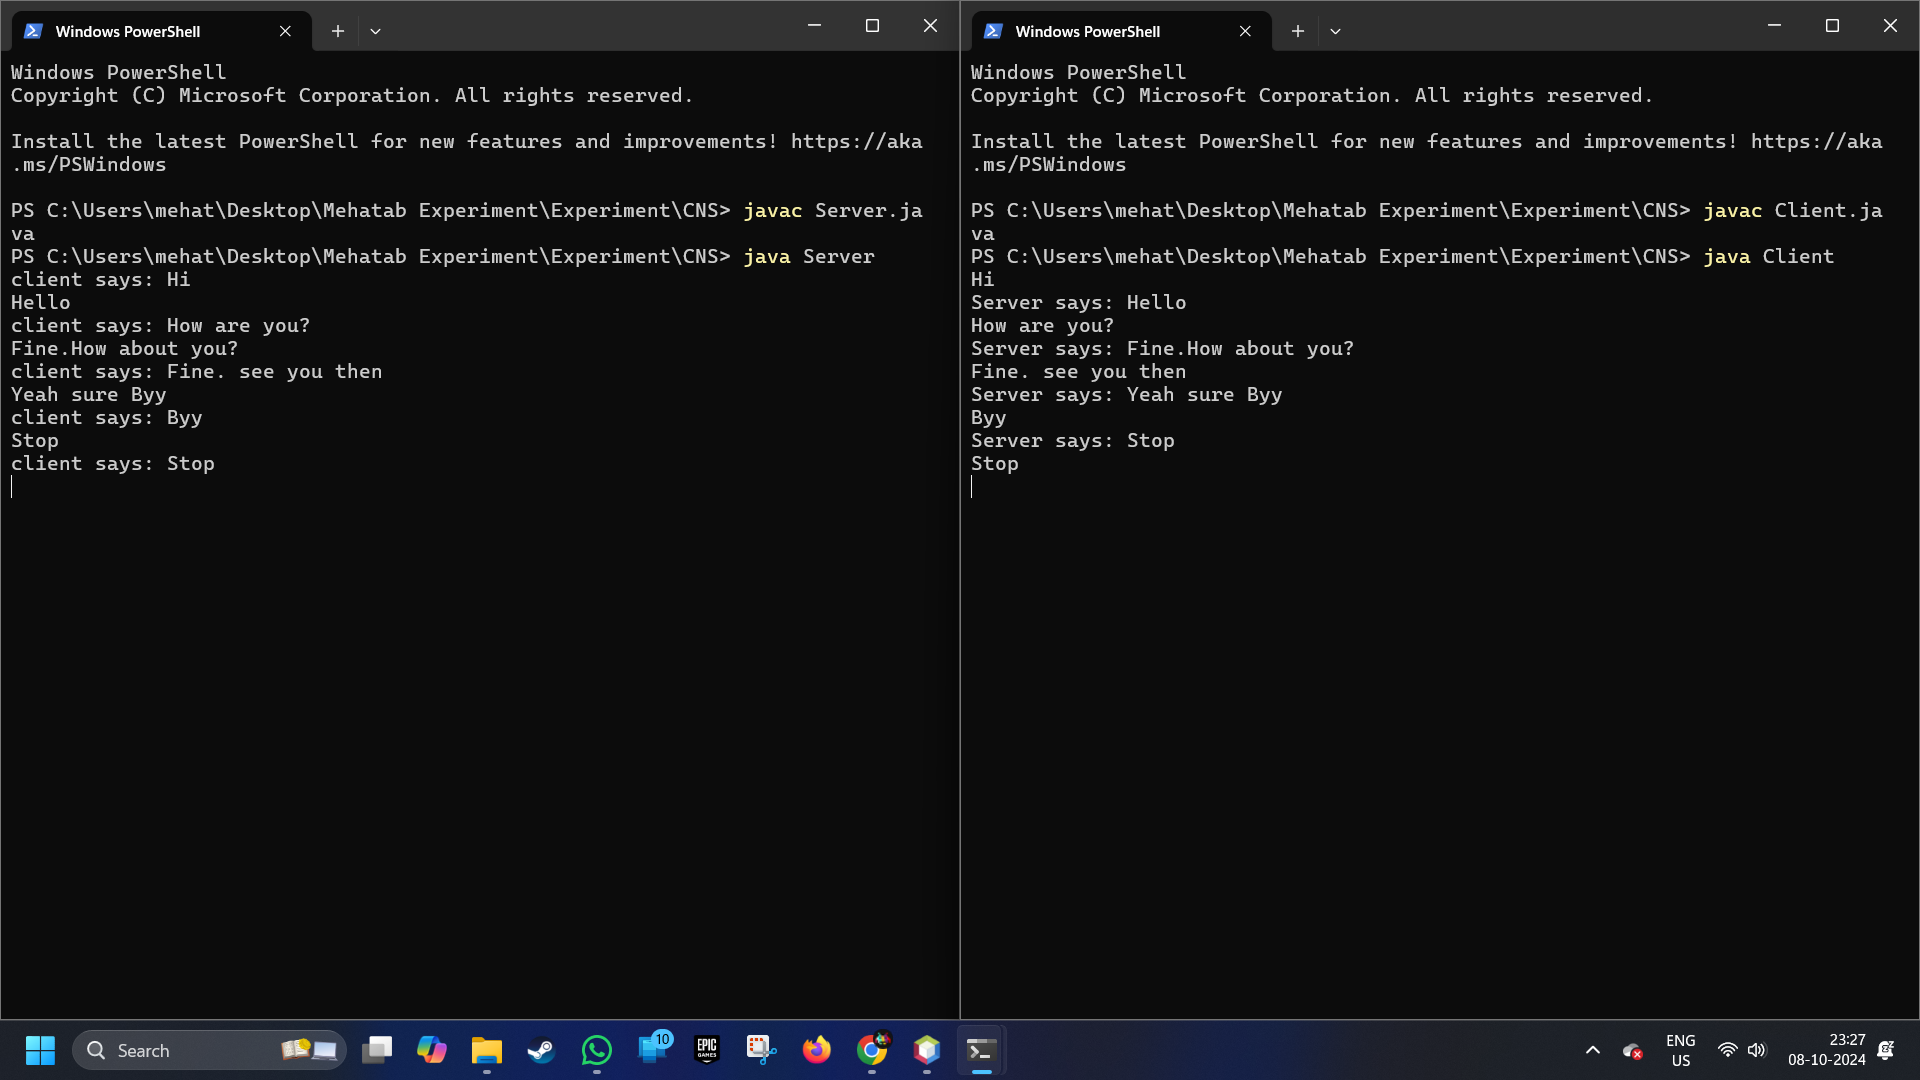 Windows PowerShell
Windows PowerShell
Copyright (C) Microsoft Corporation. All rights reserved.
Install the latest PowerShell for new features and improvements! https://aka
.ms/PSWindows
PS C:\Users\mehat\Desktop\Mehatab Experiment\Experiment\CNS> javac Server.ja
va
PS C:\Users\mehat\Desktop\Mehatab Experiment\Experiment\CNS> java Server
client says: Hi
Hello
client says: How are you?
Fine.How about you?
client says: Fine. see you then
Yeah sure Byy
client says: Byy
Stop
client says: Stop
Windows PowerShell
Windows PowerShell
Copyright (C) Microsoft Corporation. All rights reserved.
Install the latest PowerShell for new features and improvements! https://aka
.ms/PSWindows
PS C:\Users\mehat\Desktop\Mehatab Experiment\Experiment\CNS> javac Client.ja
va
PS C:\Users\mehat\Desktop\Mehatab Experiment\Experiment\CNS> java Client
Hi
Server says: Hello
How are you?
Server says: Fine.How about you?
Fine. see you then
Server says: Yeah sure Byy
Byy
Server says: Stop
Stop
Search
10
EPIC
GAMES
ENG
US
23:27
08-10-2024